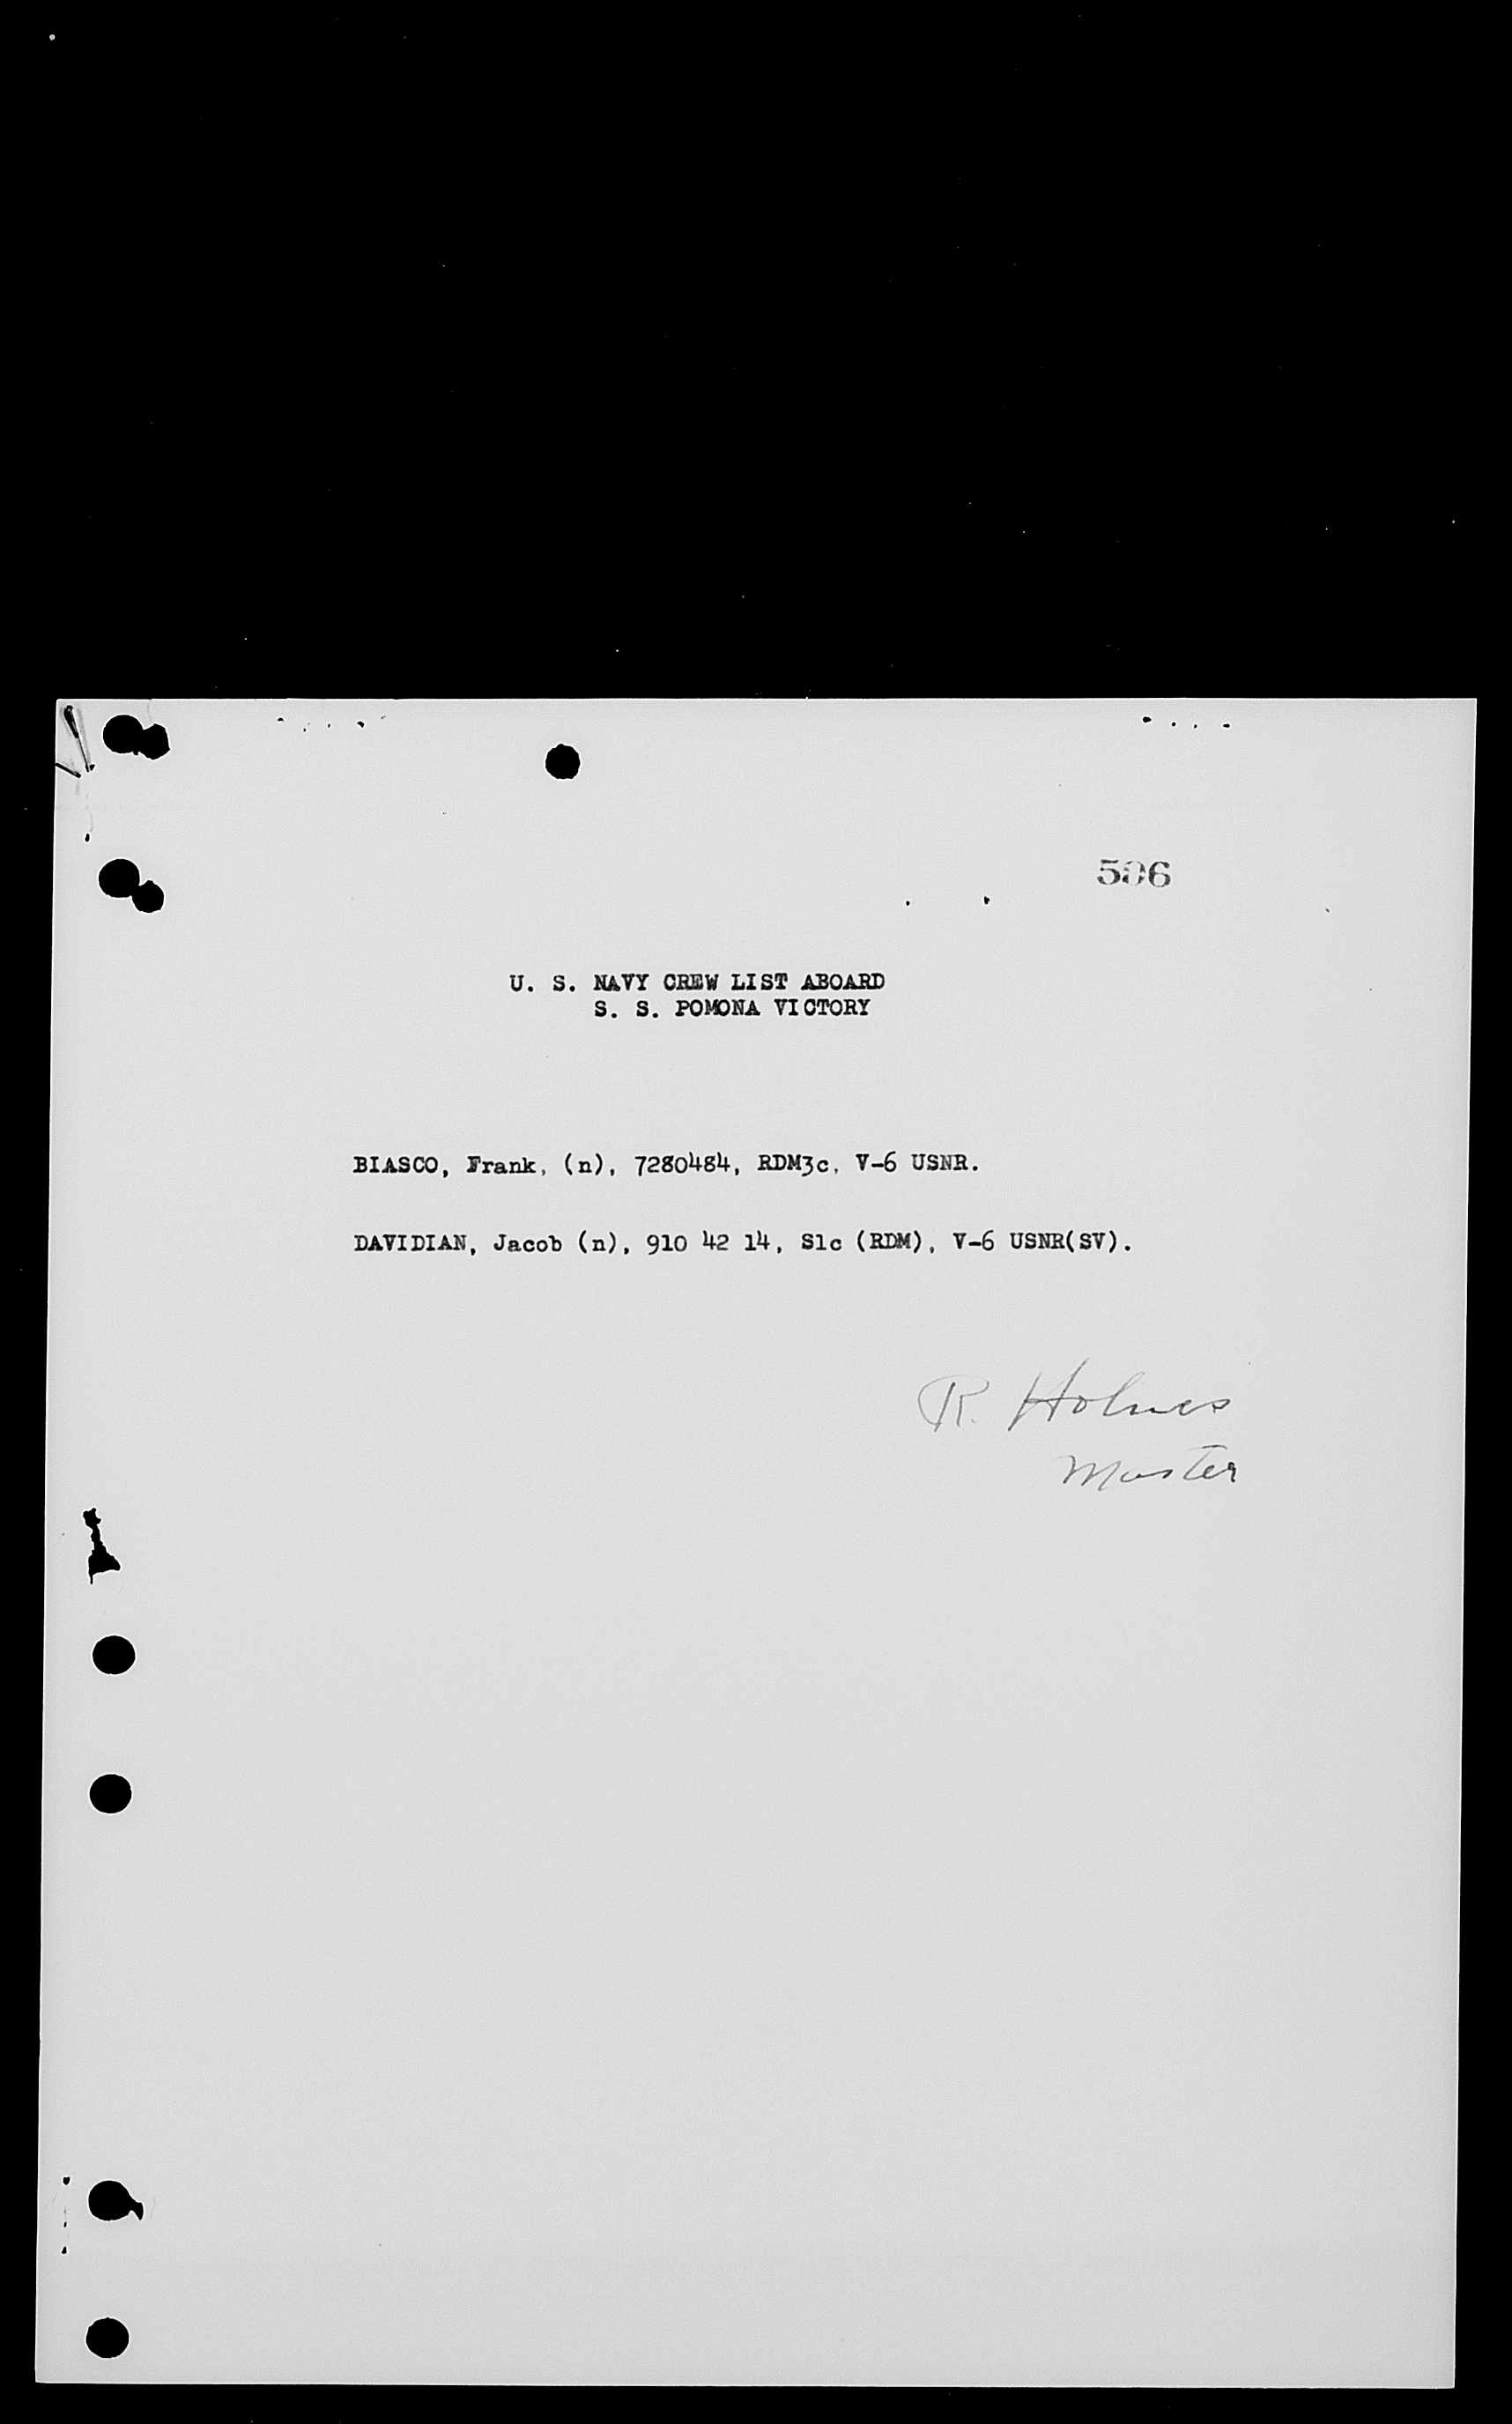 506
U. S. NAVY CREW LIST ABOARD
S. S. POMONA VICTORY
BIASCO, Frank, (n), 7280484, RDM3c, V-6 USNR.
DAVIDIAN, Jacob (n), 910 42 14, S1c (RDM), V-6 USNR(SV).
R. Holmes
Master